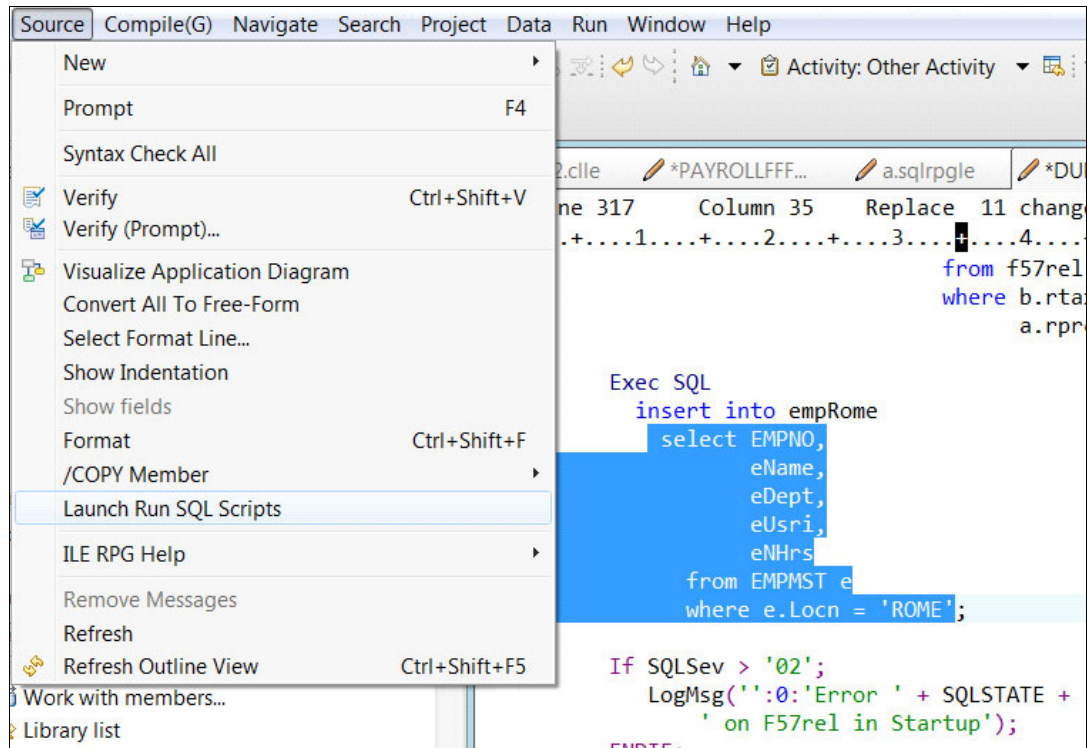 Source Compile(G) Navigate Search Project Data Run Window Help
New
Activity: Other Activity
Prompt F4
Syntax Check All
2.clle *PAYROLLFFF... a.sqlrpgle
Verify Ctrl+Shift+V
317 Column 35 Replace 11
Verify (Prompt)...
.+....1....+....2....+....3....+....4....
Visualize Application Diagram
from f57rel
Convert All To Free-Form
where
Select Format Line...
Show Indentation
Exec SQL
Show fields
insert into empRome
Format Ctrl+Shift+F
select EMPNO,
/COPY Member
eName,
Launch Run SQL Scripts
eDept,
eUsri,
ILE RPG Help
eNHrs
from EMPMST e
Remove Messages
where e.Locn = 'ROME';
Refresh
Refresh Outline View Ctrl+Shift+F5
If SQLSev > '02';
Work with members...
LogMsg('':0:'Error ' + SQLSTATE +
Library list
' on F57rel in Startup');